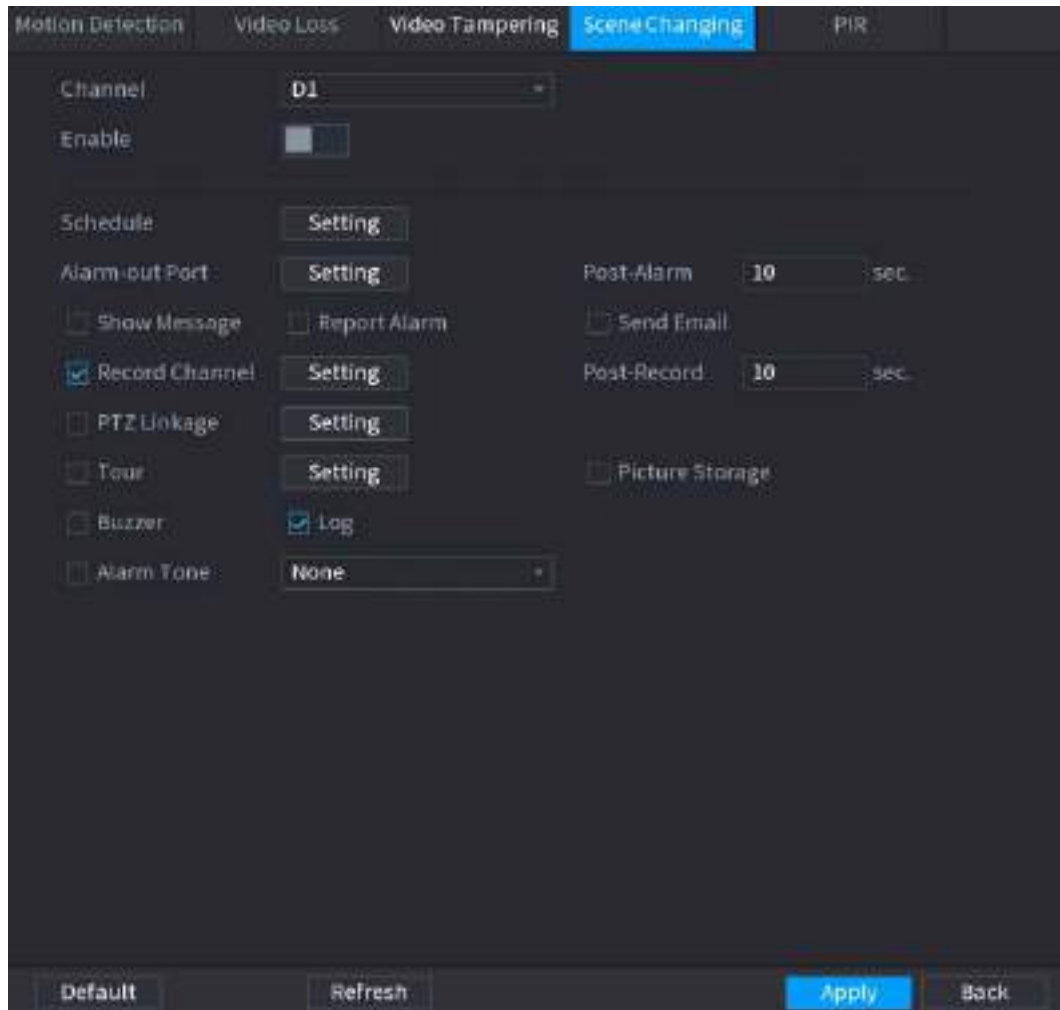 Motion Detection Video Loss Video Tampering Scene Changing PIR
Channel D1
Enable
Schedule Setting
Alarm-out Port Setting Post-Alarm 10 sec.
Show Message Report Alarm Send Email
Record Channel Setting Post-Record 10 sec.
PTZ Linkage Setting
Tour Setting Picture Storage
Buzzer Log
Alarm Tone None
Default Refresh Apply Back